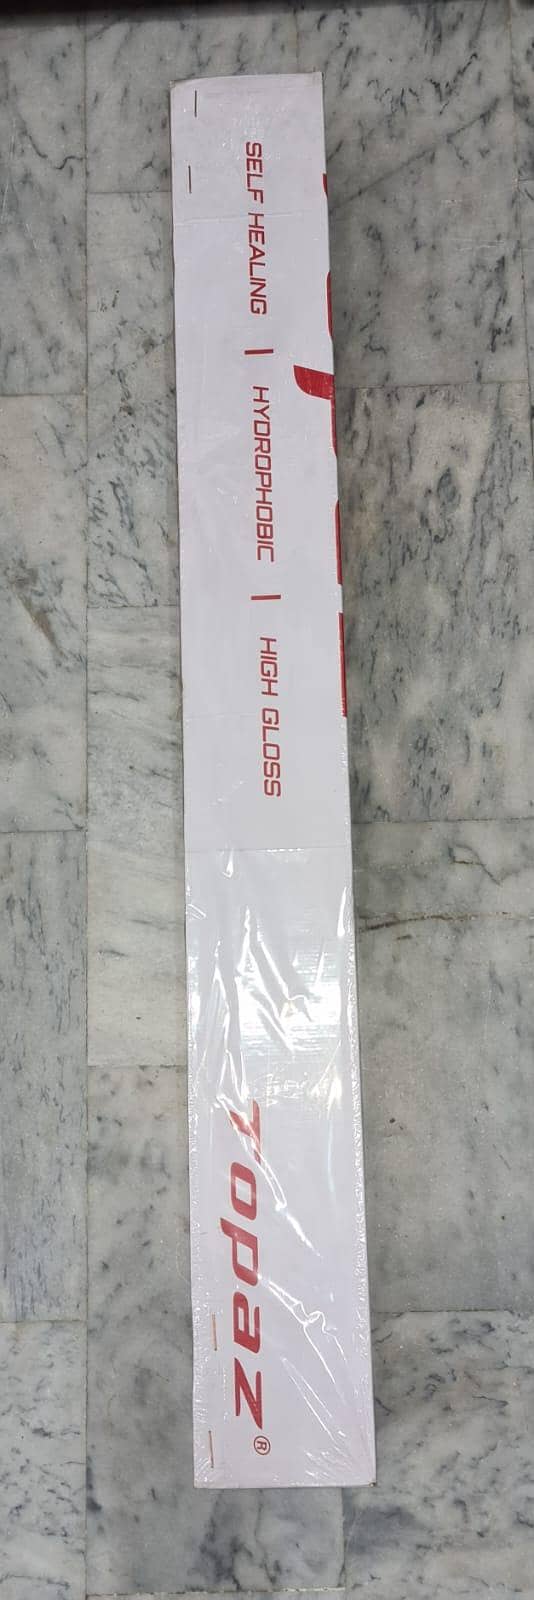 SELF HEALING | HYDROPHOBIC | HIGH GLOSS
Topaz®